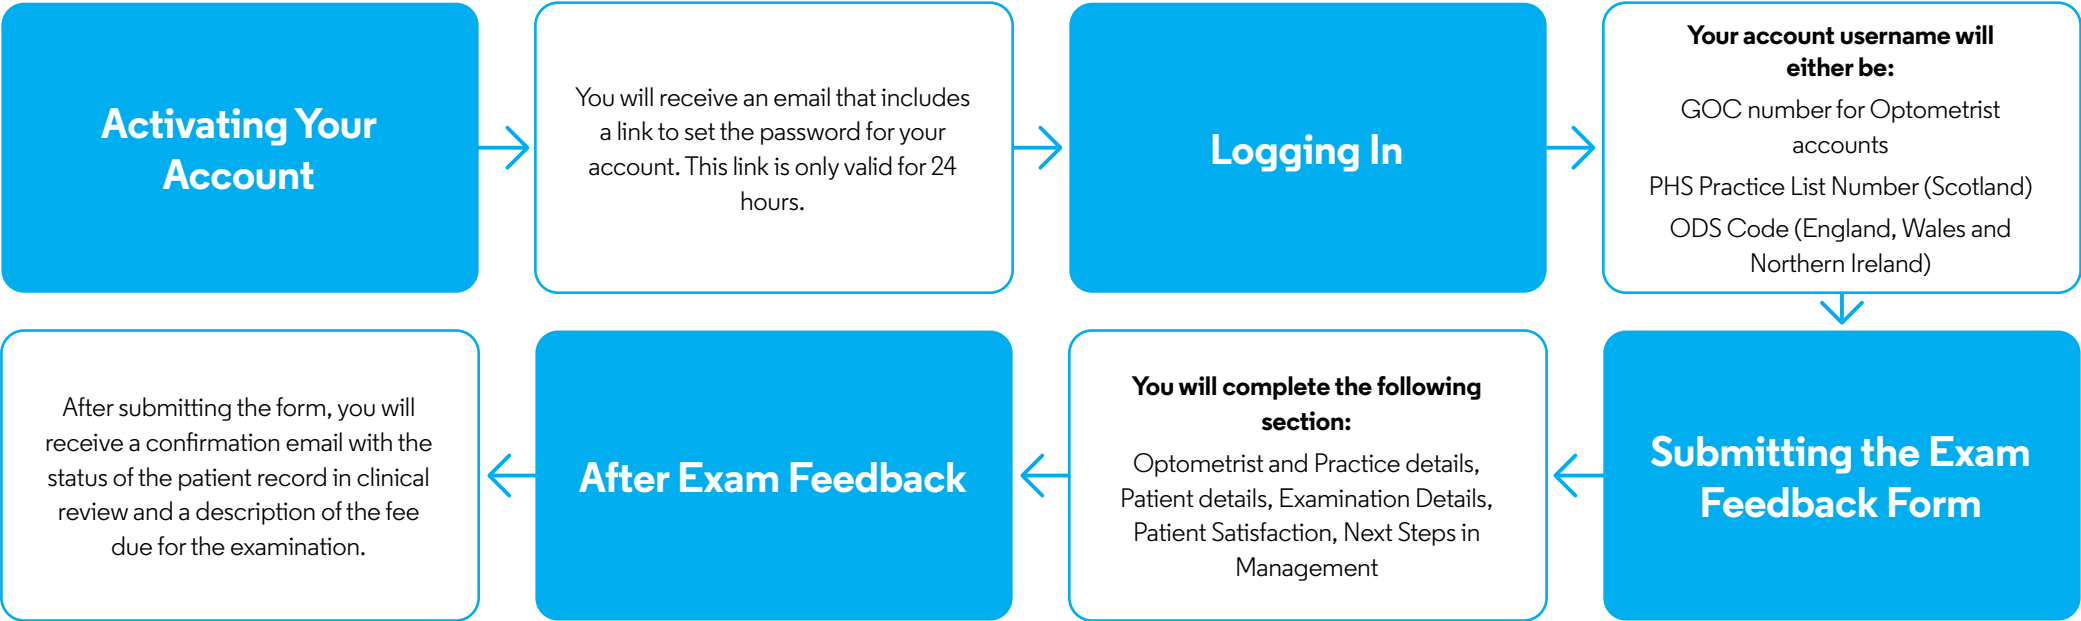 Activating Your
Account
You will receive an email that includes
a link to set the password for your
account. This link is only valid for 24
hours.
Logging In
Your account username will
either be:
GOC number for Optometrist
accounts
PHS Practice List Number (Scotland)
ODS Code (England, Wales and
Northern Ireland)
Submitting the Exam
Feedback Form
You will complete the following
section:
Optometrist and Practice details,
Patient details, Examination Details,
Patient Satisfaction, Next Steps in
Management
After Exam Feedback
After submitting the form, you will
receive a confirmation email with the
status of the patient record in clinical
review and a description of the fee
due for the examination.